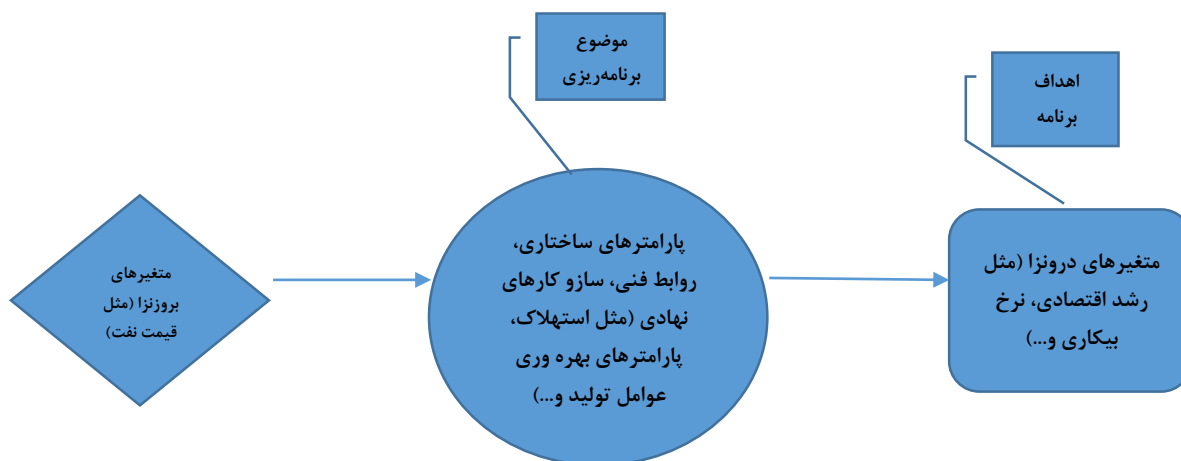 موضوع
برنامه‌ریزی
اهداف
برنامه
متغیرهای
بروزنزا (مثل
قیمت نفت)
پارامترهای ساختاری،
روابط فنی، سازو کارهای
نهادی (مثل استهلاک،
پارامترهای بهره وری
عوامل تولید و...)
متغیرهای درونزا (مثل
رشد اقتصادی، نرخ
بیکاری و...)